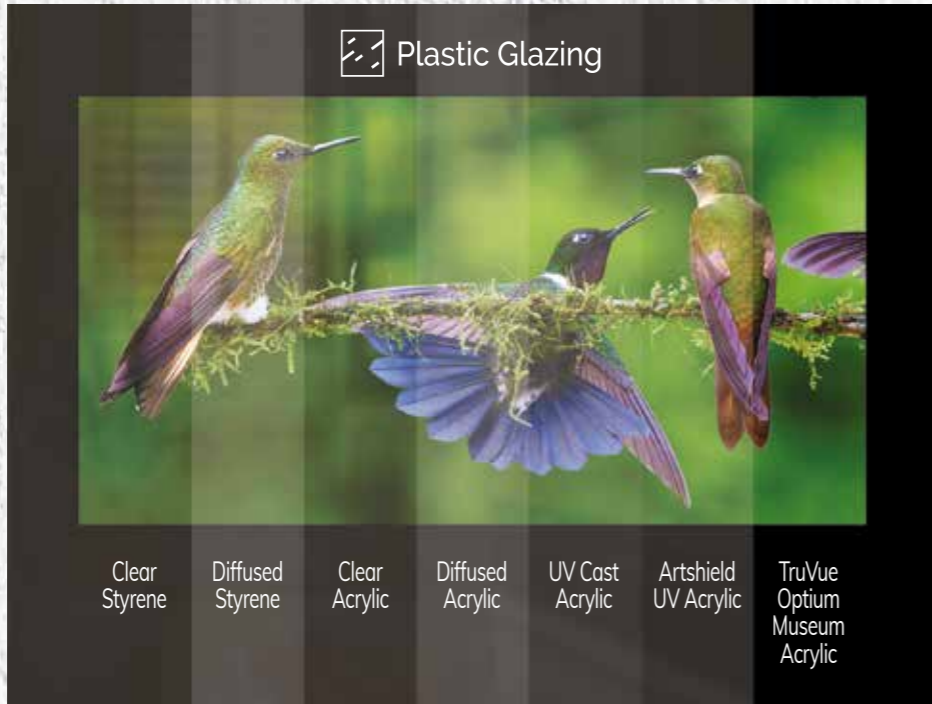 Plastic Glazing
Clear
Styrene
Diffused
Styrene
Clear
Acrylic
Diffused
Acrylic
UV Cast
Acrylic
Artshield
UV Acrylic
TruVue
Optium
Museum
Acrylic